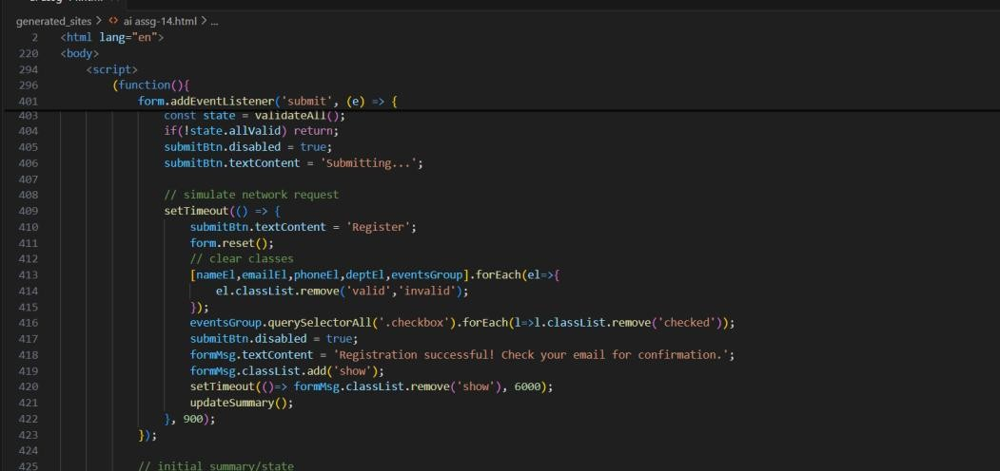 generated_sites > <> ai assg-14.html > ...
2 <html lang="en">
220 <body>
294 <script>
296 (function(){
401 form.addEventListener('submit', (e) => {
403 const state = validateAll();
404 if(!state.allValid) return;
405 submitBtn.disabled = true;
406 submitBtn.textContent = 'Submitting...';
407
408 // simulate network request
409 setTimeout(() => {
410 submitBtn.textContent = 'Register';
411 form.reset();
412 // clear classes
413 [nameEl,emailEl,phoneEl,deptEl,eventsGroup].forEach(el=>{
414 el.classList.remove('valid','invalid');
415 });
416 eventsGroup.querySelectorAll('.checkbox').forEach(l=>l.classList.remove('checked'));
417 submitBtn.disabled = true;
418 formMsg.textContent = 'Registration successful! Check your email for confirmation.';
419 formMsg.classList.add('show');
420 setTimeout(()=> formMsg.classList.remove('show'), 6000);
421 updateSummary();
422 }, 900);
423 });
424
425 // initial summary/state